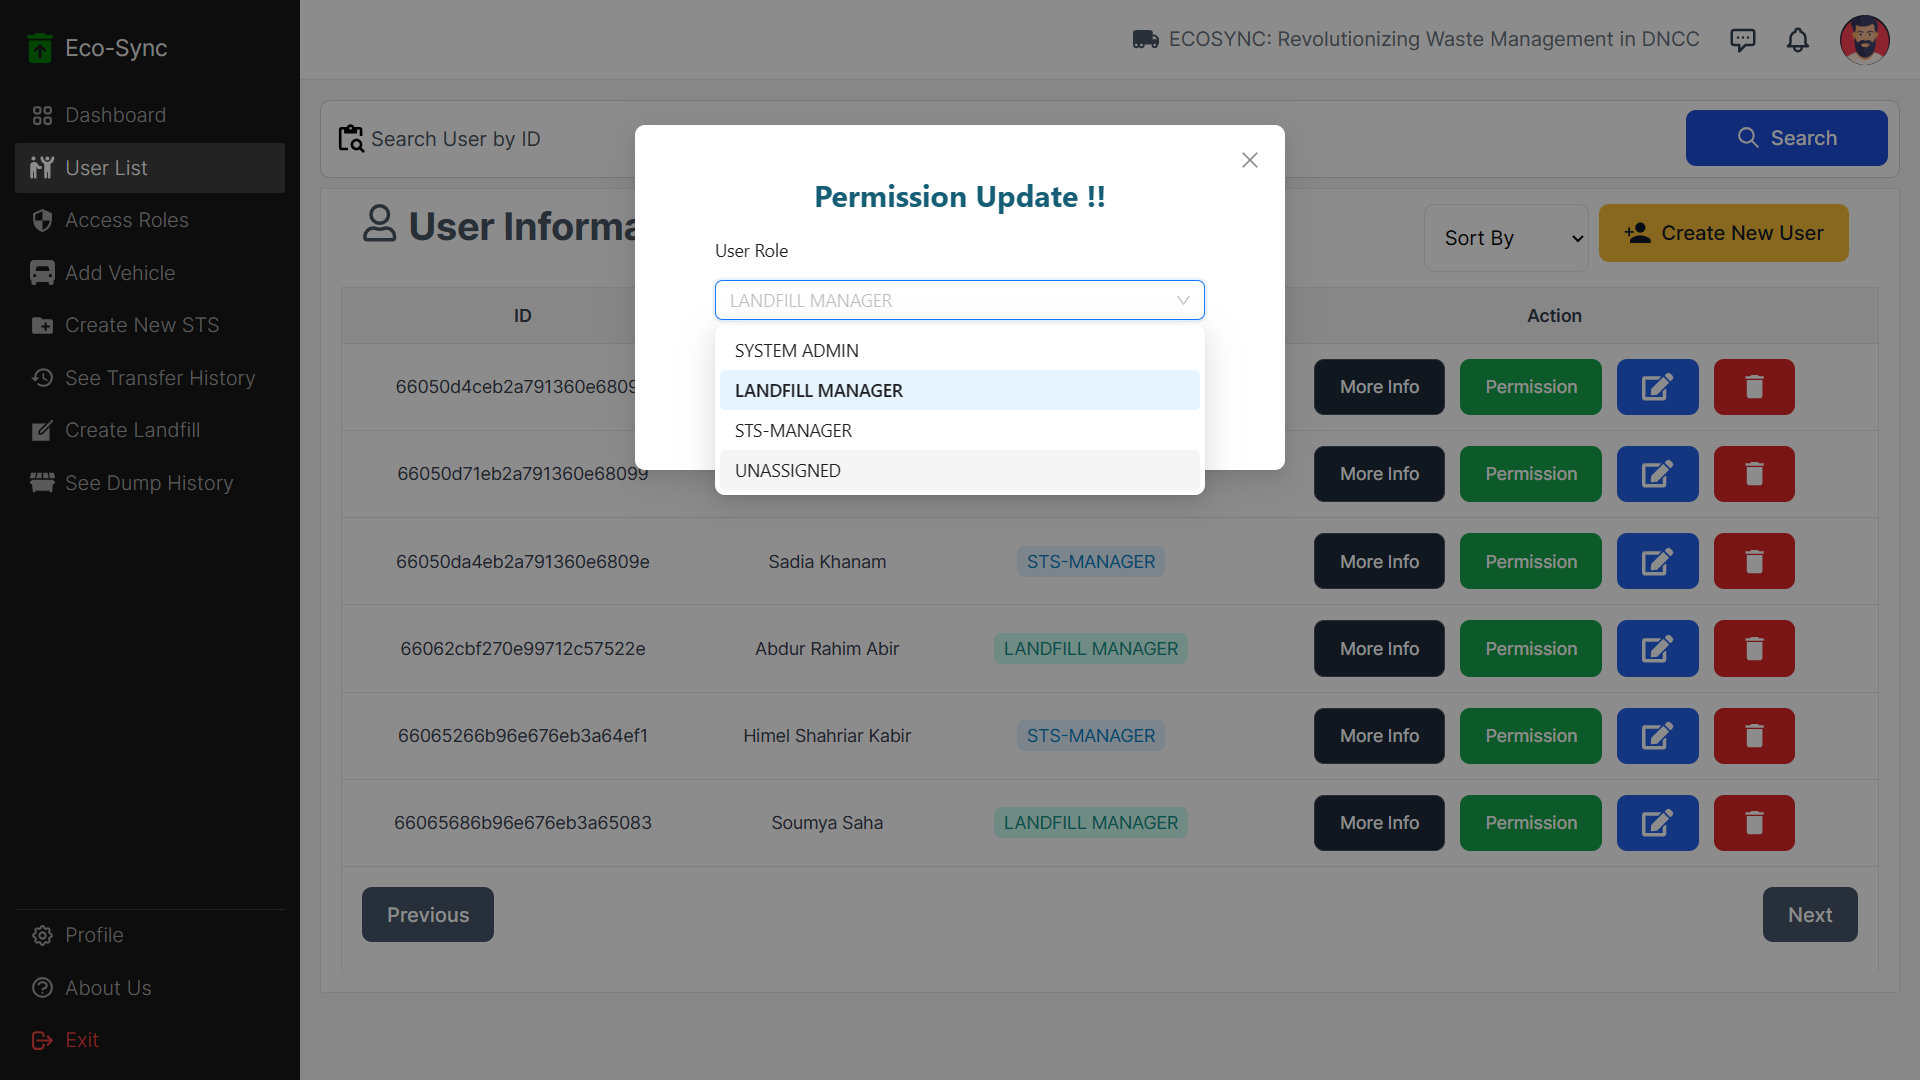 Eco-Sync
Dashboard
User List
Access Roles
Add Vehicle
Create New STS
See Transfer History
Create Landfill
See Dump History
Profile
About Us
Exit
ECOSYNC: Revolutionizing Waste Management in DNCC
Search User by ID
Search
User Informa
Sort By
Create New User
Permission Update !!
User Role
LANDFILL MANAGER
SYSTEM ADMIN
LANDFILL MANAGER
STS-MANAGER
UNASSIGNED
ID Action
66050d4ceb2a791360e6809 More Info Permission
66050d71eb2a791360e68099 More Info Permission
66050da4eb2a791360e6809e Sadia Khanam STS-MANAGER More Info Permission
66062cbf270e99712c57522e Abdur Rahim Abir LANDFILL MANAGER More Info Permission
66065266b96e676eb3a64ef1 Himel Shahriar Kabir STS-MANAGER More Info Permission
66065686b96e676eb3a65083 Soumya Saha LANDFILL MANAGER More Info Permission
Previous Next